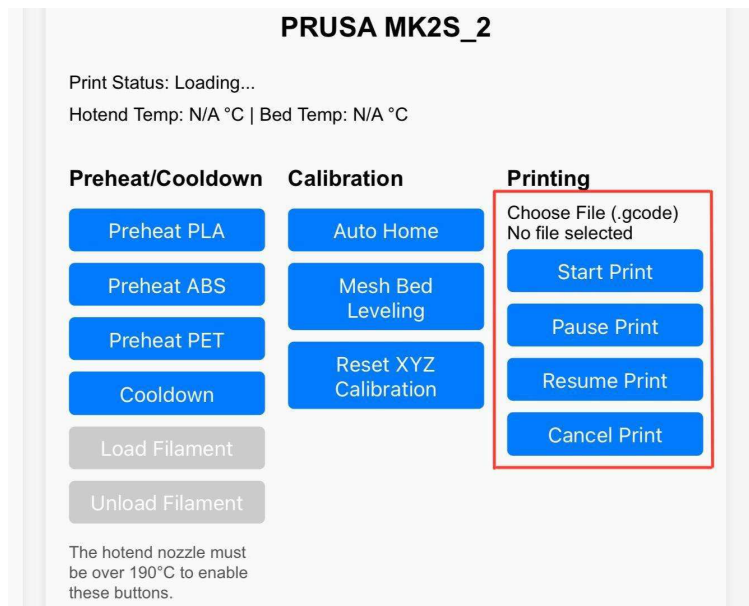 PRUSA MK2S_2
Print Status: Loading...
Hotend Temp: N/A °C | Bed Temp: N/A °C
Preheat/Cooldown
Preheat PLA
Preheat ABS
Preheat PET
Cooldown
Load Filament
Unload Filament
The hotend nozzle must
be over 190°C to enable
these buttons.
Calibration
Auto Home
Mesh Bed
Leveling
Reset XYZ
Calibration
Printing
Choose File (.gcode)
No file selected
Start Print
Pause Print
Resume Print
Cancel Print